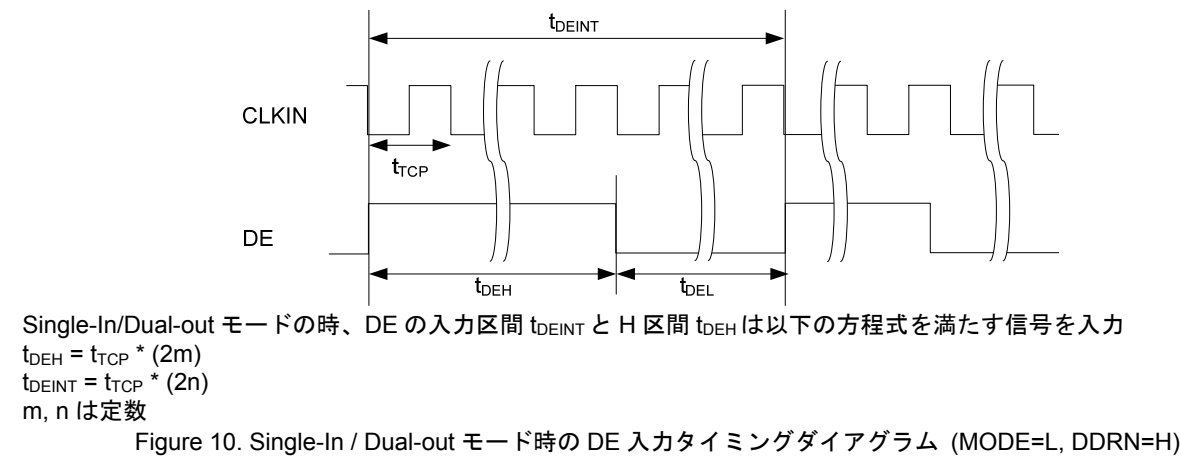 tDEINT
CLKIN
tTCP
DE
tDEH
tDEL
Single-In/Dual-out モードの時、DE の入力区間 tDEINT と H 区間 tDEH は以下の方程式を満たす信号を入力
tDEH = tTCP * (2m)
tDEINT = tTCP * (2n)
m, n は定数
Figure 10. Single-In / Dual-out モード時の DE 入力タイミングダイアグラム (MODE=L, DDRN=H)